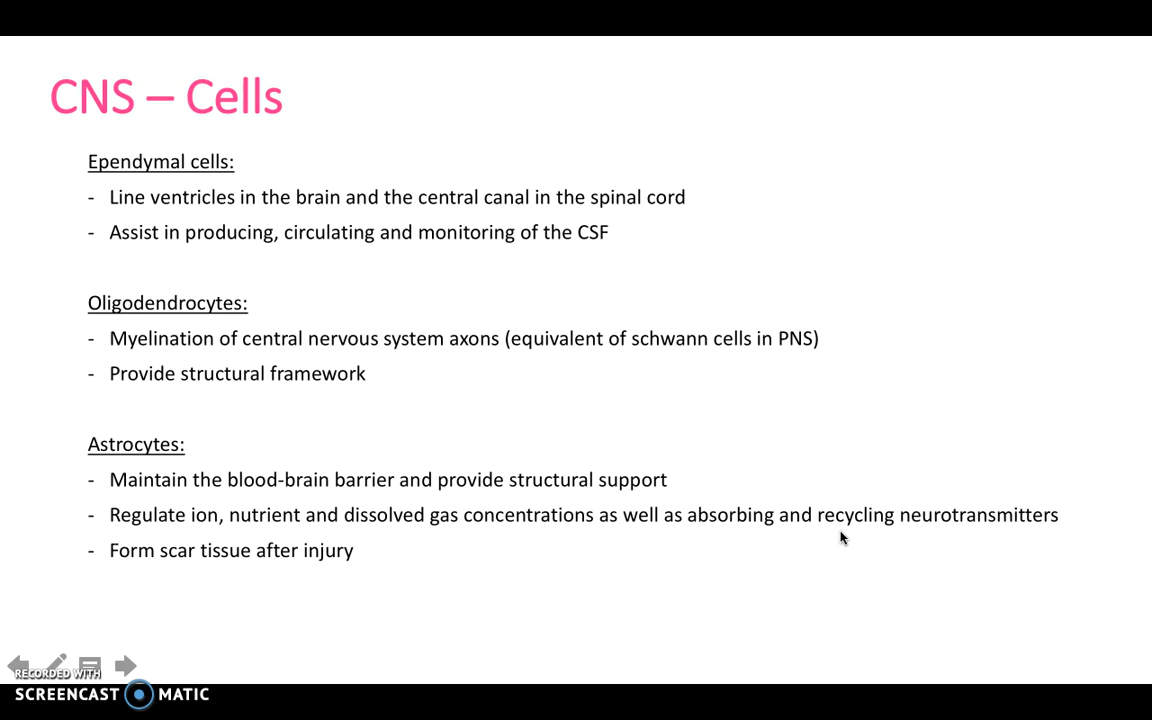 CNS – Cells
Ependymal cells:
- Line ventricles in the brain and the central canal in the spinal cord
- Assist in producing, circulating and monitoring of the CSF
Oligodendrocytes:
- Myelination of central nervous system axons (equivalent of schwann cells in PNS)
- Provide structural framework
Astrocytes:
- Maintain the blood-brain barrier and provide structural support
- Regulate ion, nutrient and dissolved gas concentrations as well as absorbing and recycling neurotransmitters
- Form scar tissue after injury
RECORDED WITH
SCREENCAST MATIC